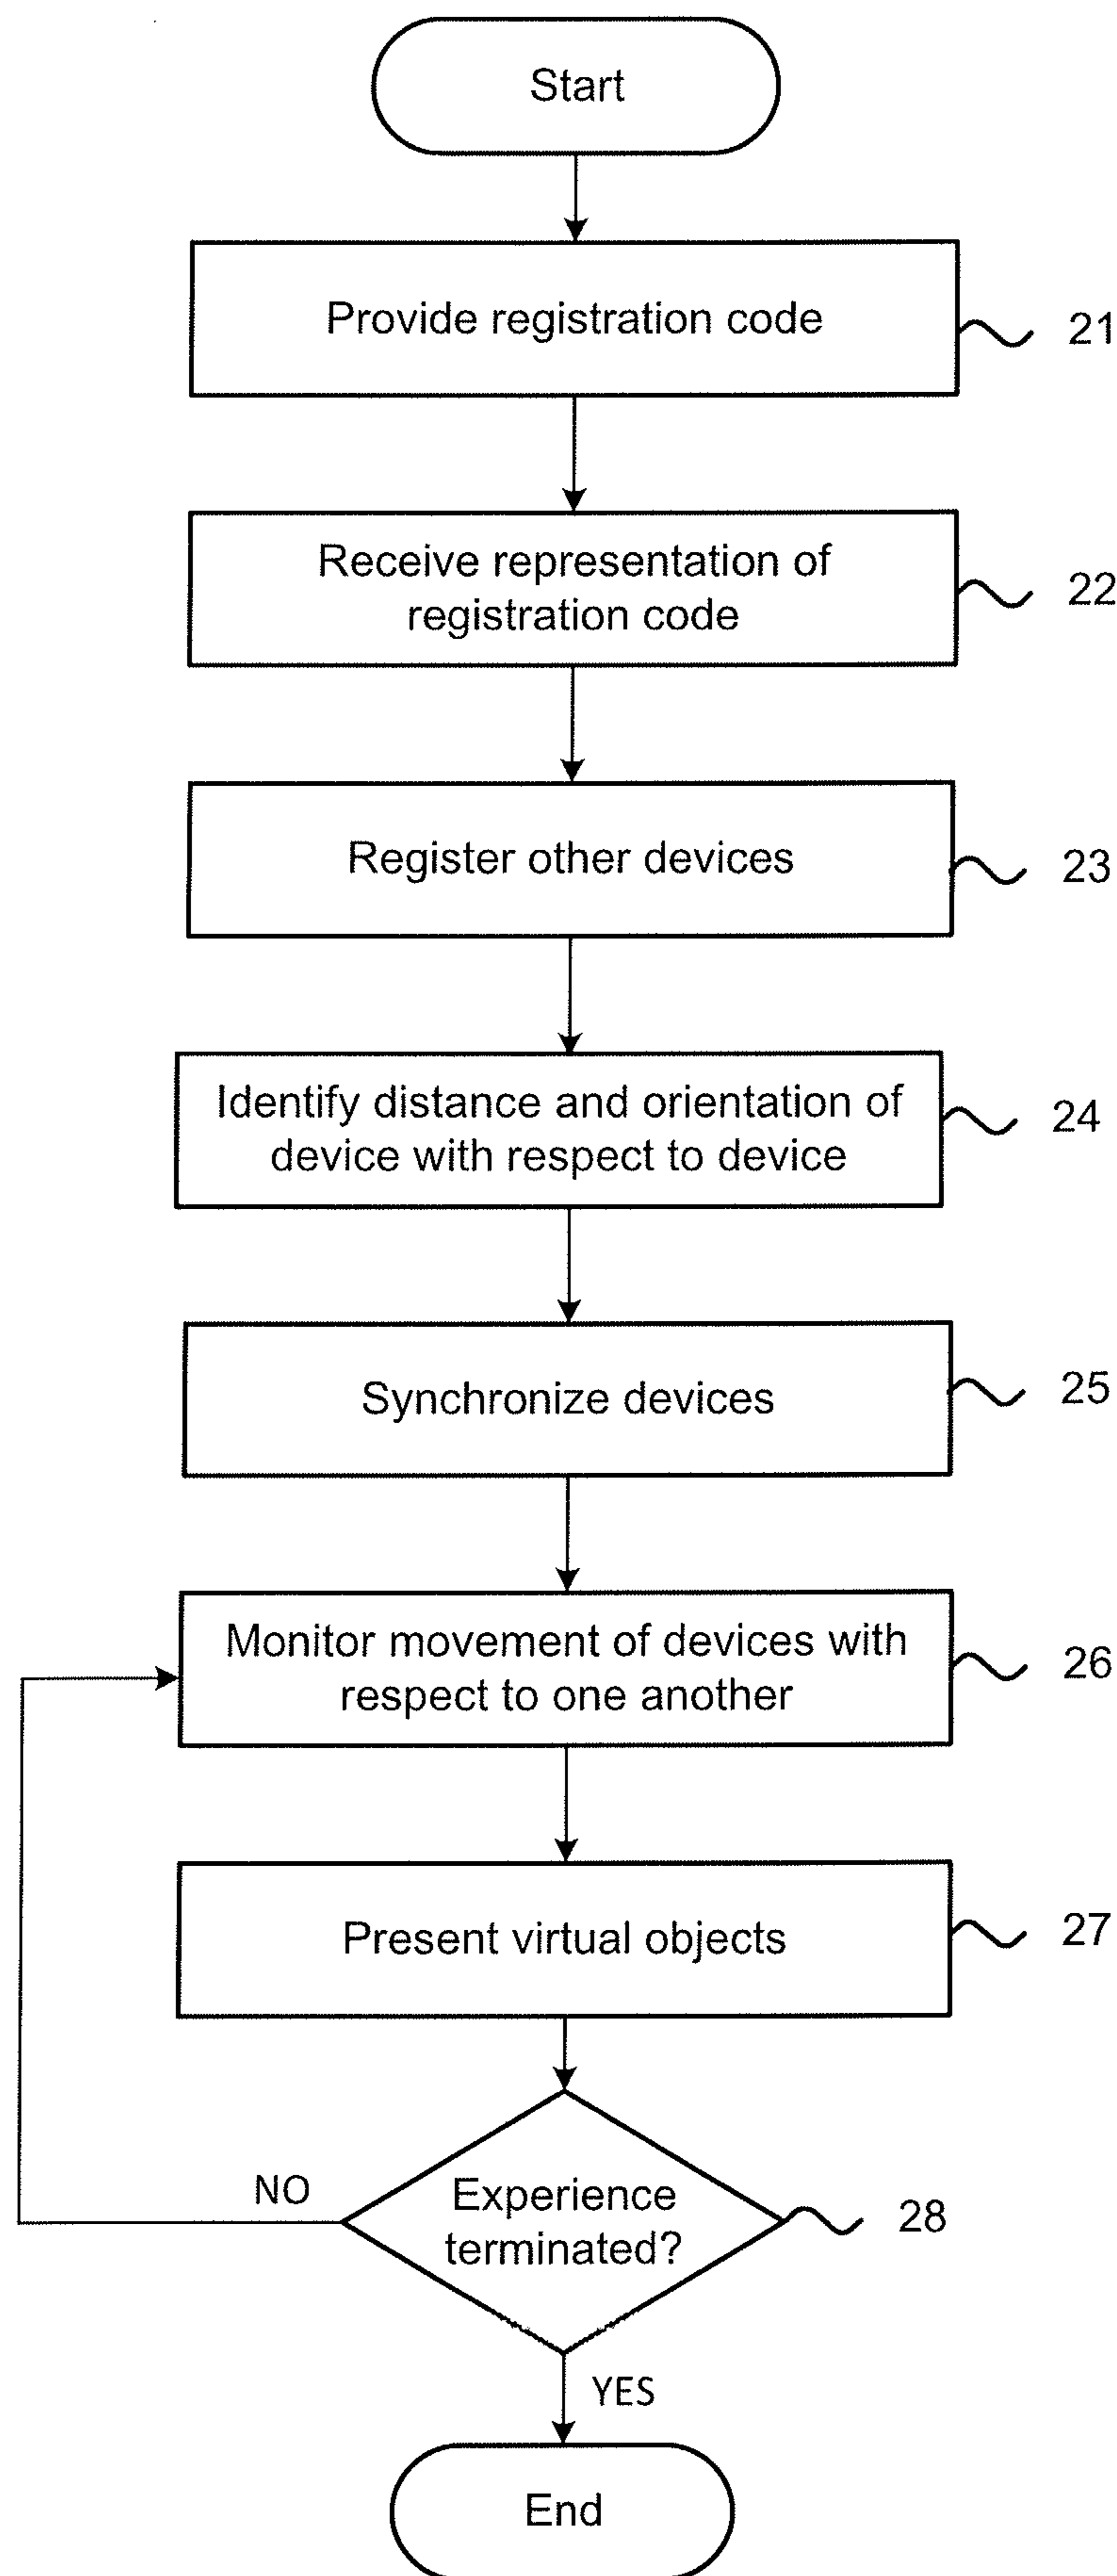 Start
Provide registration code
21
Receive representation of
registration code
22
Register other devices
23
Identify distance and orientation of
device with respect to device
24
Synchronize devices
25
Monitor movement of devices with
respect to one another
26
Present virtual objects
27
Experience
terminated?
28
NO
YES
End